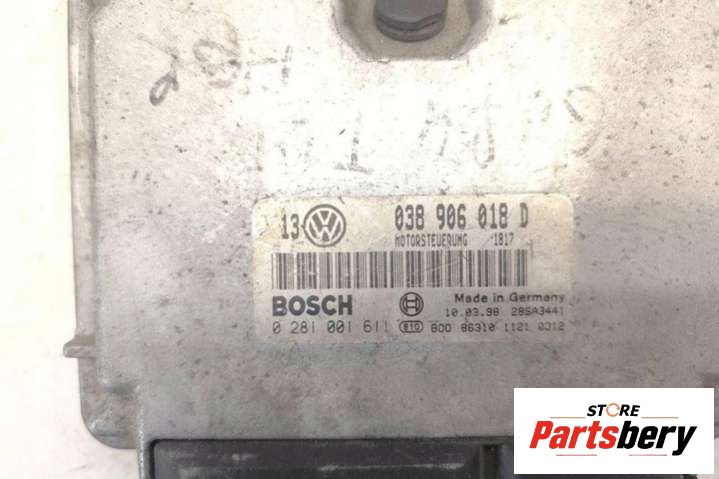 13 VW 038 906 018 D
MOTORSTEUERUNG 1817
BOSCH Made in Germany
10.03.98 28SA3441
0 281 001 611 810 800 86310 1121 0312
STORE
Partsbery